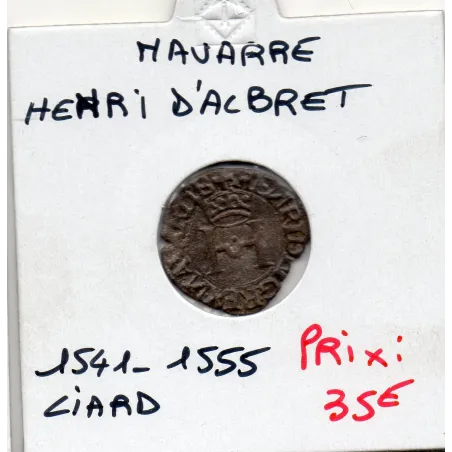 NAVARRE
HENRI D'ALBRET
1541- 1555
LIARD
PRix:
35€